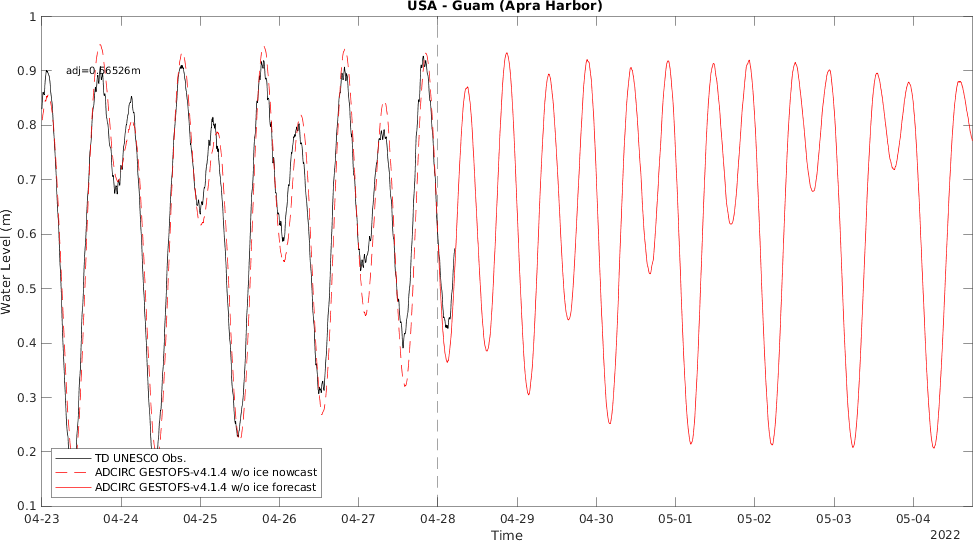 USA - Guam (Apra Harbor)
1
0.9
0.8
0.7
0.6
0.5
0.4
0.3
0.2
0.1
Water Level (m)
adj=0.56526m
TD UNESCO Obs.
ADCIRC GESTOFS-v4.1.4 w/o ice nowcast
ADCIRC GESTOFS-v4.1.4 w/o ice forecast
04-23 04-24 04-25 04-26 04-27 04-28 04-29 04-30 05-01 05-02 05-03 05-04
Time
2022